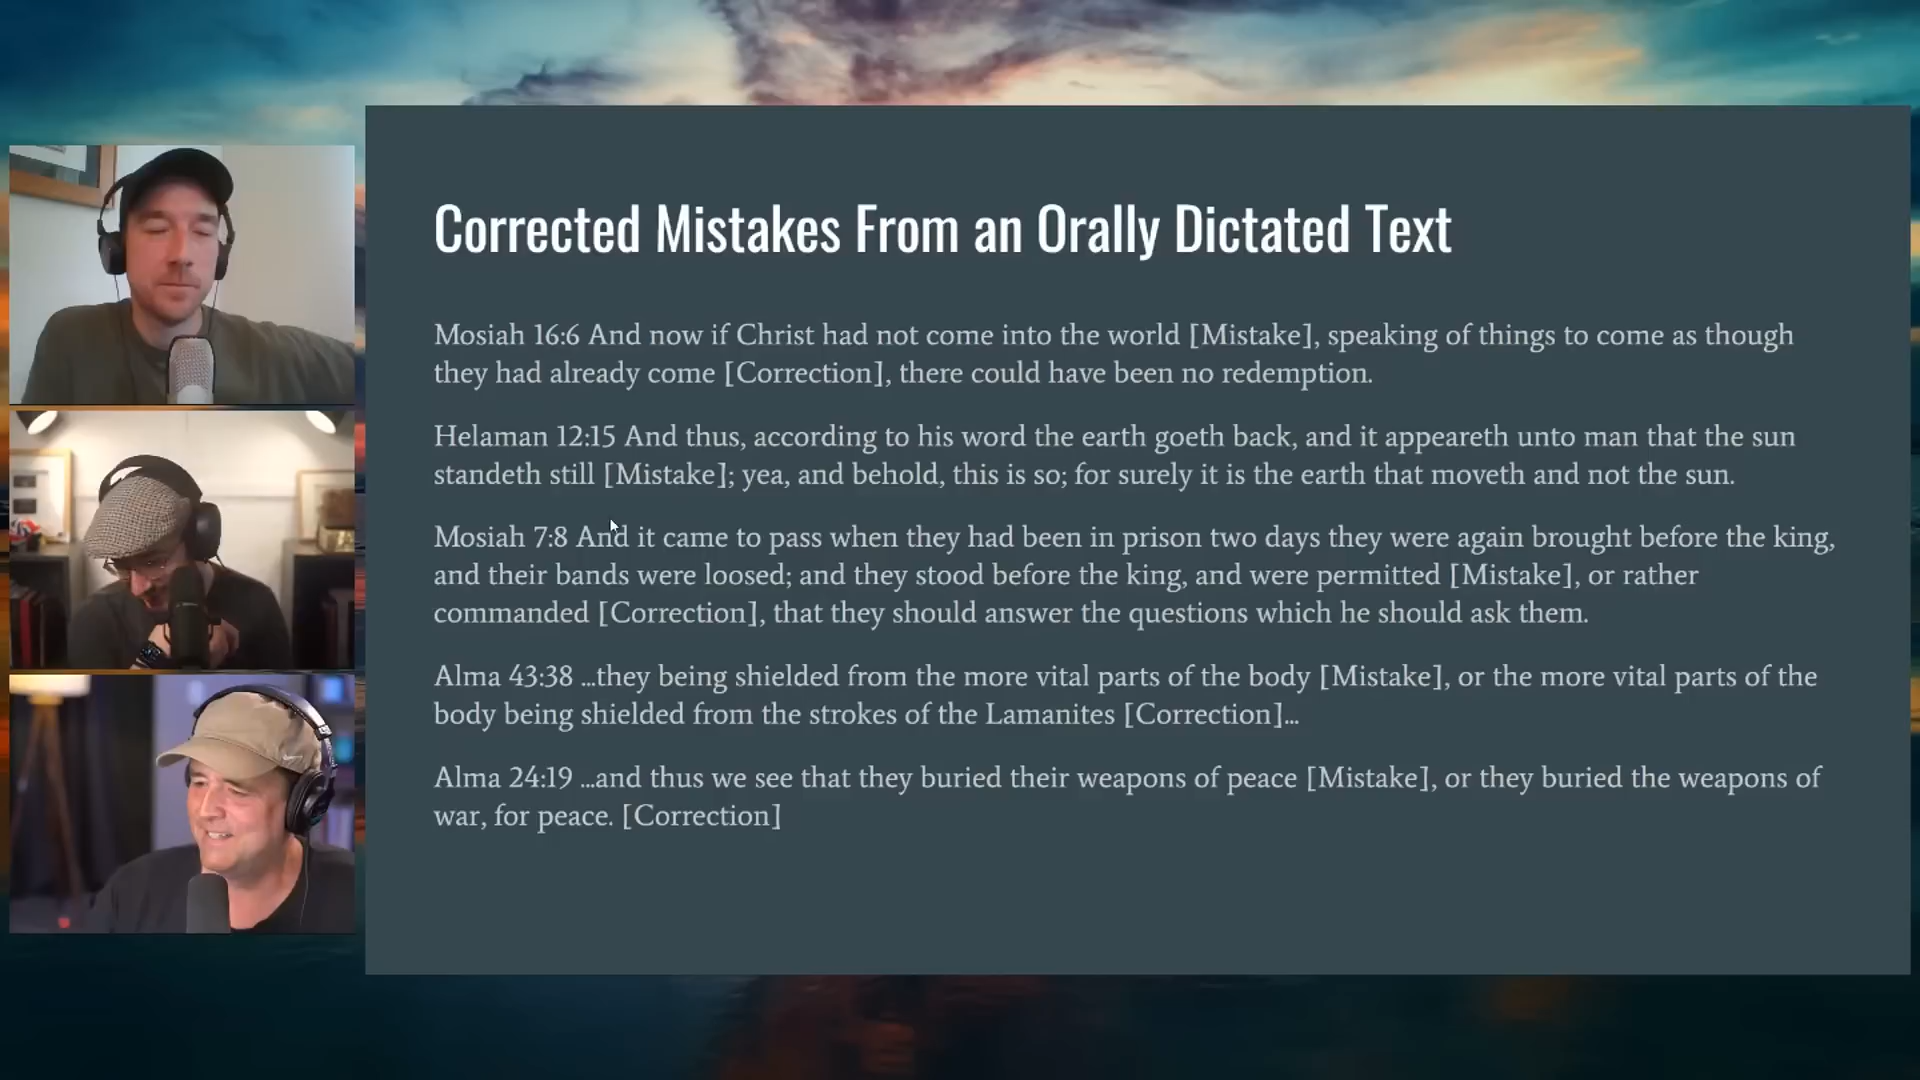 Corrected Mistakes From an Orally Dictated Text
Mosiah 16:6 And now if Christ had not come into the world [Mistake], speaking of things to come as though
they had already come [Correction], there could have been no redemption.
Helaman 12:15 And thus, according to his word the earth goeth back, and it appeareth unto man that the sun
standeth still [Mistake]; yea, and behold, this is so; for surely it is the earth that moveth and not the sun.
Mosiah 7:8 And it came to pass when they had been in prison two days they were again brought before the king,
and their bands were loosed; and they stood before the king, and were permitted [Mistake], or rather
commanded [Correction], that they should answer the questions which he should ask them.
Alma 43:38 ...they being shielded from the more vital parts of the body [Mistake], or the more vital parts of the
body being shielded from the strokes of the Lamanites [Correction]...
Alma 24:19 ...and thus we see that they buried their weapons of peace [Mistake], or they buried the weapons of
war, for peace. [Correction]